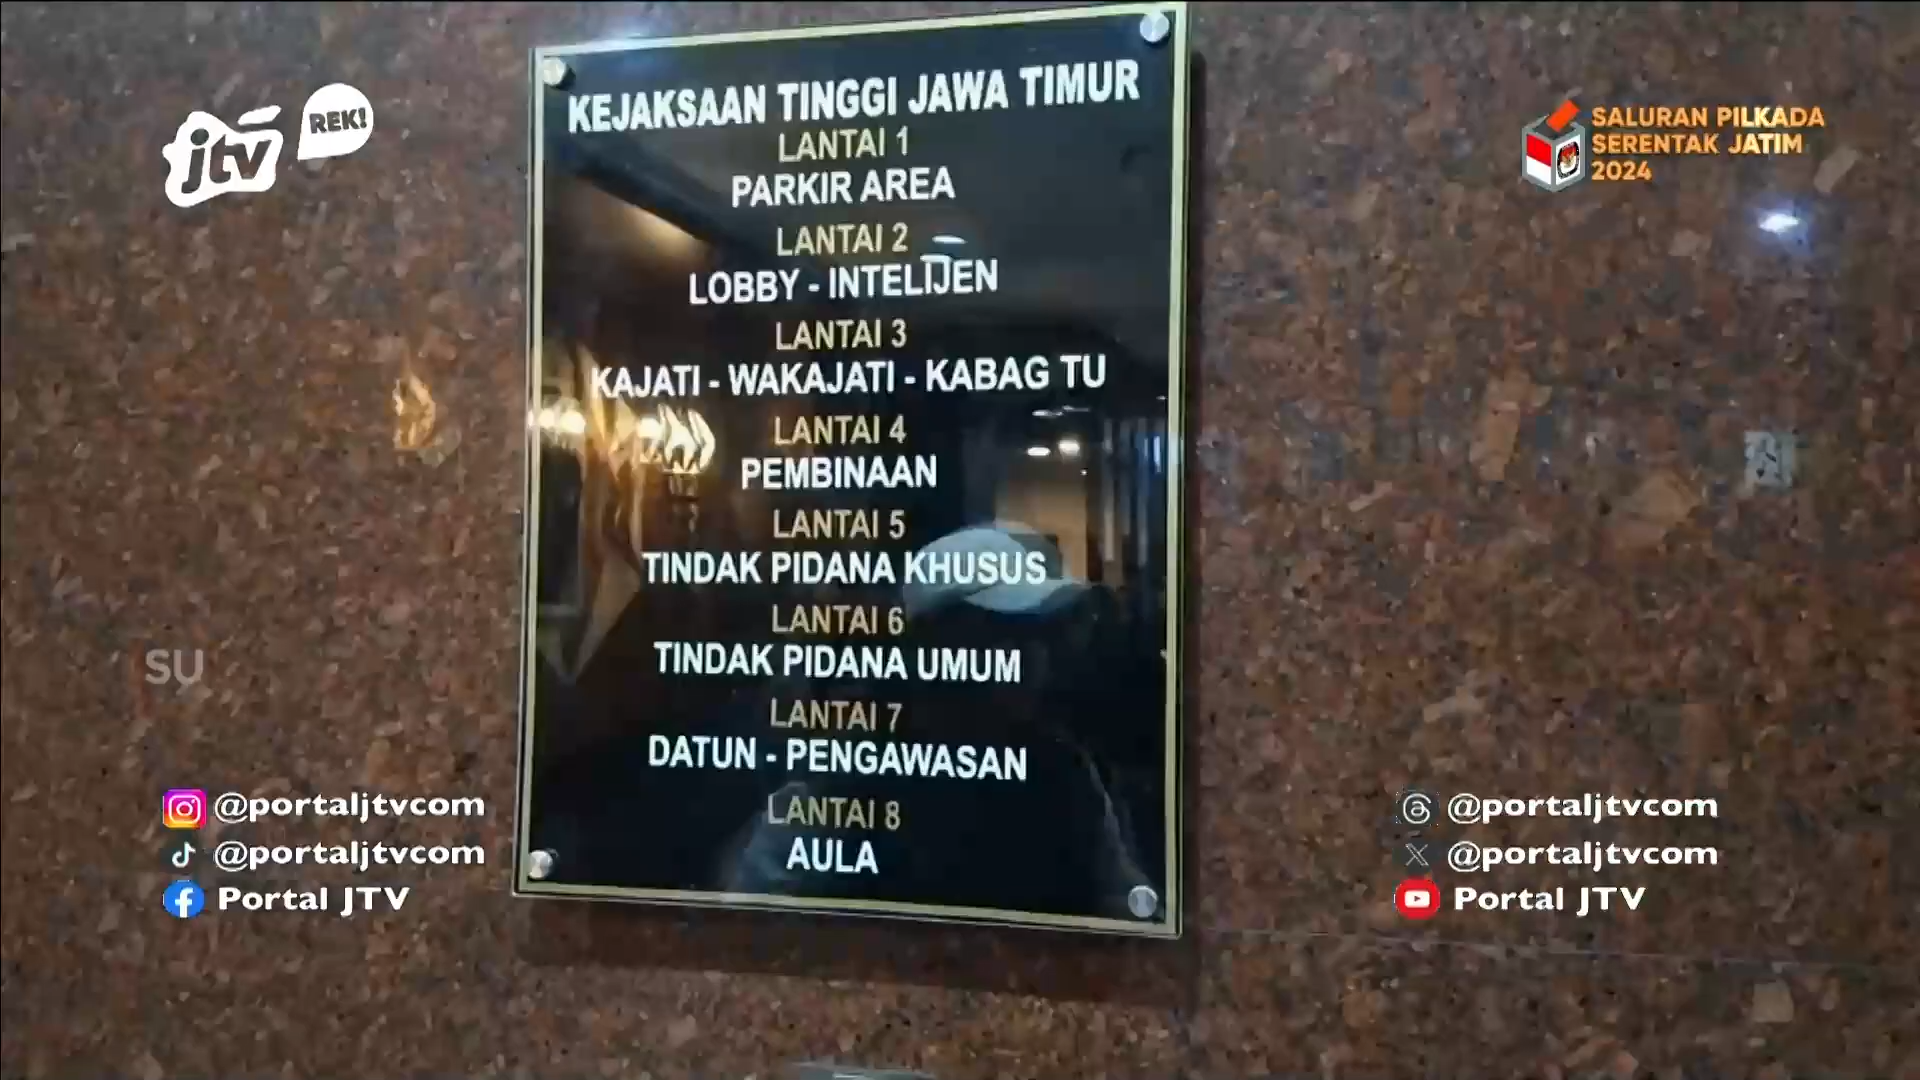 jtv
REK!
SALURAN PILKADA
SERENTAK JATIM
2024
KEJAKSAAN TINGGI JAWA TIMUR
LANTAI 1
PARKIR AREA
LANTAI 2
LOBBY - INTELIJEN
LANTAI 3
KAJATI - WAKAJATI - KABAG TU
LANTAI 4
PEMBINAAN
LANTAI 5
TINDAK PIDANA KHUSUS
LANTAI 6
TINDAK PIDANA UMUM
LANTAI 7
DATUN - PENGAWASAN
LANTAI 8
AULA
SU
@portaljtvcom
@portaljtvcom
Portal JTV
@portaljtvcom
@portaljtvcom
Portal JTV